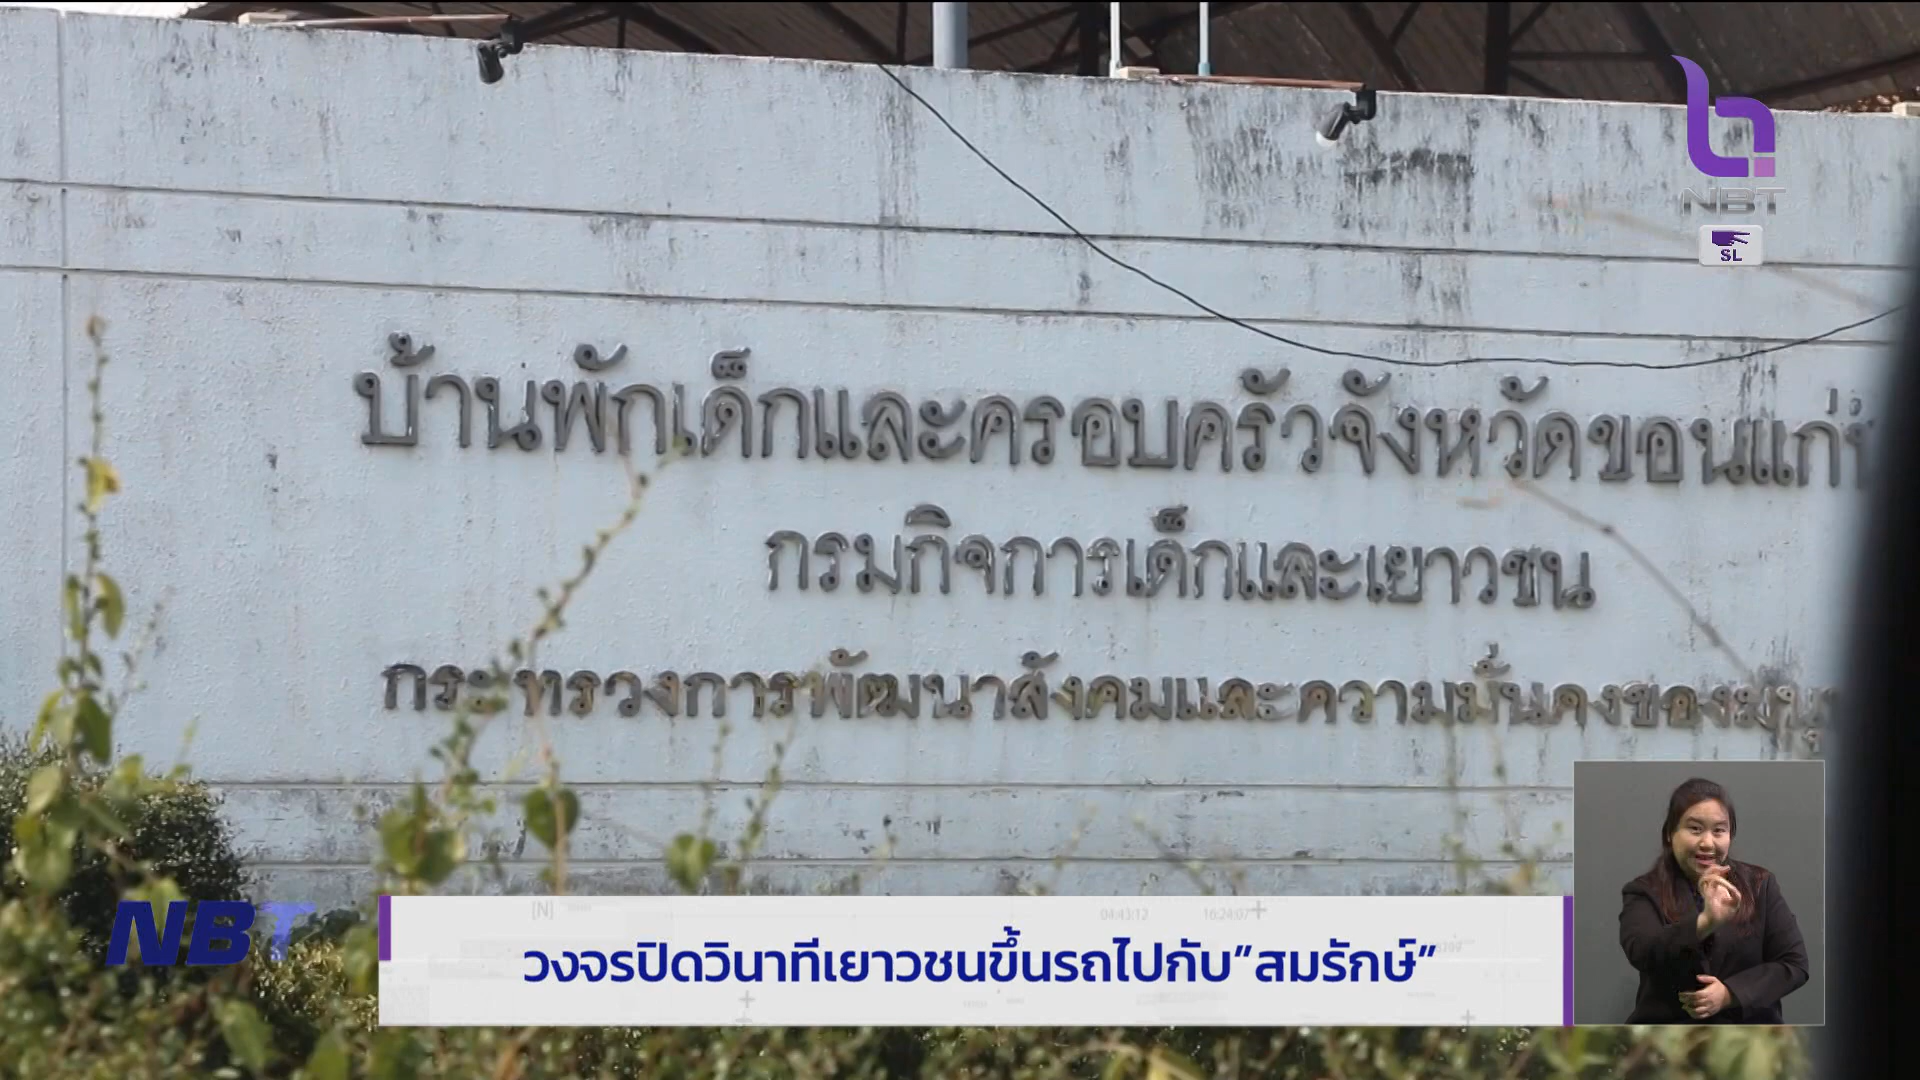 NBT
SL
บ้านพักเด็กและครอบครัวจังหวัดขอนแก่น
กรมกิจการเด็กและเยาวชน
กระทรวงการพัฒนาสังคมและความมั่นคงของมนุ
NBT
[N]
04:43:12
16:24:07
วงจรปิดวินาทีเยาวชนขึ้นรถไปกับ"สมรักษ์"